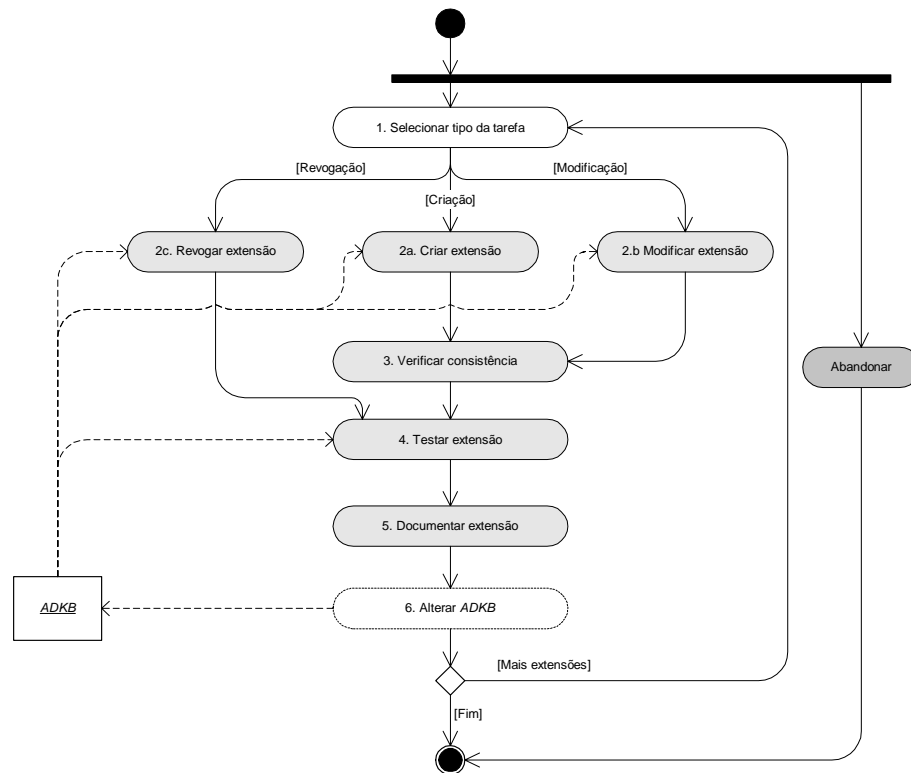 1. Selecionar tipo da tarefa
[Revogação]
[Modificação]
[Criação]
2c. Revogar extensão
2a. Criar extensão
2.b Modificar extensão
3. Verificar consistência
Abandonar
4. Testar extensão
5. Documentar extensão
ADKB
6. Alterar ADKB
[Mais extensões]
[Fim]